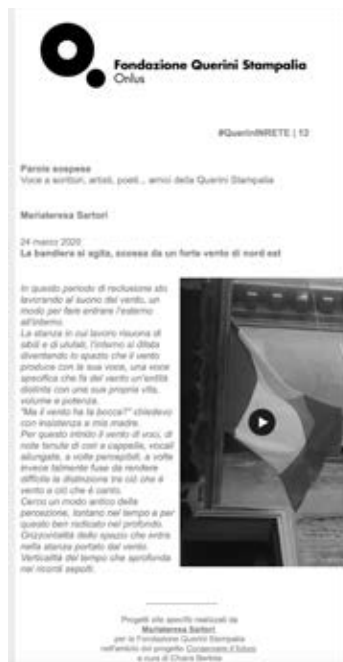 Fondazione Querini Stampalia
Onlus
#QueriniINRETE | 12
Parole sospese
Voce a scrittori, artisti, poeti... amici della Querini Stampalia
Mariateresa Sartori
24 marzo 2020
La bandiera si agita, scossa da un forte vento di nord est
In questo periodo di reclusione sto
lavorando al suono del vento, un
modo per fare entrare l'esterno
all'interno.
La stanza in cui lavoro risuona di
sibili e di ululati, l'interno si dilata
diventando lo spazio che il vento
produce con la sua voce, una voce
specifica che fa del vento un'entità
distinta con una sua propria vita,
volume e potenza.
"Ma il vento ha la bocca?" chiedevo
con insistenza a mia madre.
Per questo intrido il vento di voci, di
note tenute di cori a cappella, vocali
allungate, a volte percepibili, a volte
invece talmente fuse da rendere
difficile la distinzione tra ciò che è
vento e ciò che è canto.
Cerco un modo antico della
percezione, lontano nel tempo e per
questo ben radicato nel profondo.
Orizzontalità dello spazio che entra
nella stanza portato dal vento.
Verticalità del tempo che sprofonda
nei ricordi sepolti.
Progetti site specific realizzati da
Mariateresa Sartori
per la Fondazione Querini Stampalia
nell'ambito del progetto Conservare il futuro
a cura di Chiara Bertola